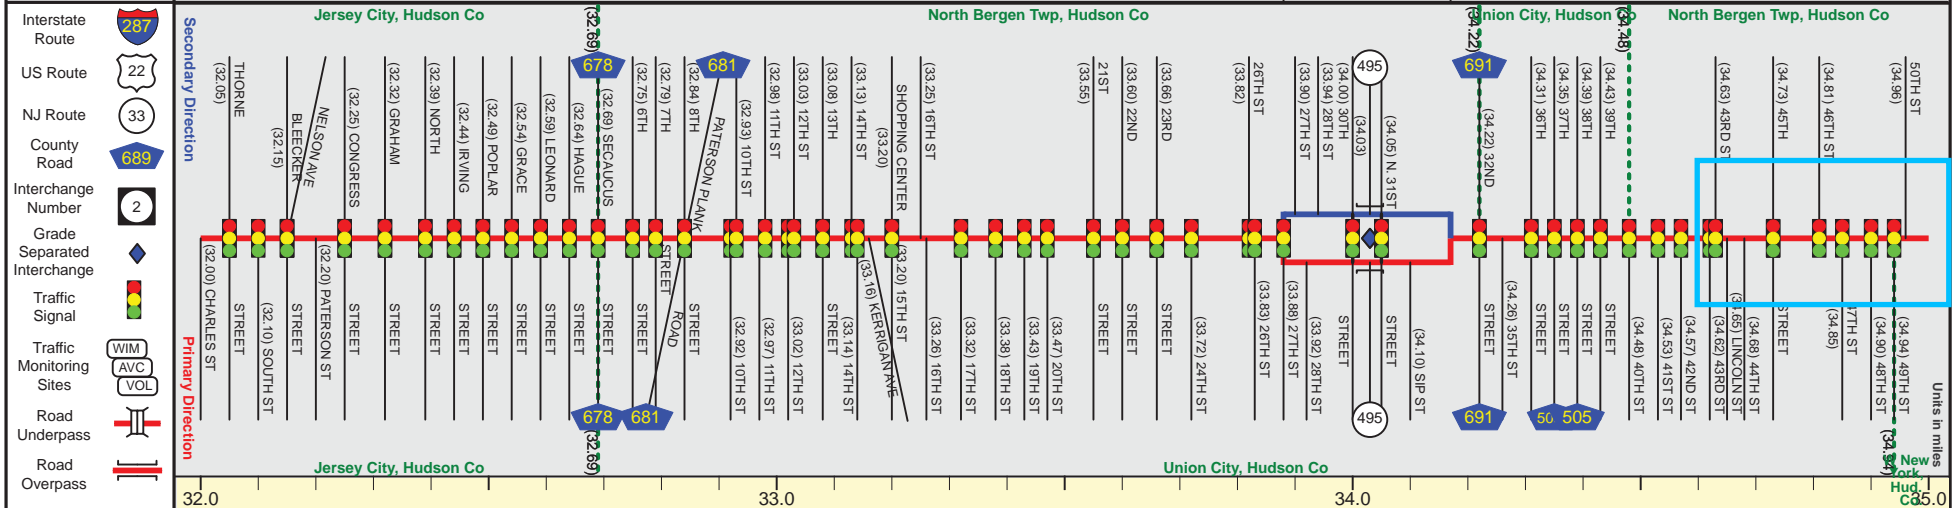 Interstate
Route
287
US Route
22
NJ Route
33
County
Road
689
Interchange
Number
2
Grade
Separated
Interchange
Traffic
Signal
Traffic
Monitoring
Sites
WIM
AVC
VOL
Road
Underpass
Road
Overpass
Secondary Direction
Primary Direction
Jersey City, Hudson Co
(32.69)
North Bergen Twp, Hudson Co
(34.22)
Union City, Hudson Co
(34.48)
North Bergen Twp, Hudson Co
678
681
495
691
(32.05)
THORNE
(32.15)
BLEECKER
NELSON AVE
(32.25) CONGRESS
(32.32) GRAHAM
(32.39) NORTH
(32.44) IRVING
(32.49) POPLAR
(32.54) GRACE
(32.59) LEONARD
(32.64) HAGUE
(32.69) SECAUCUS
(32.75) 6TH
(32.79) 7TH
(32.84) 8TH
PATERSON PLANK
(32.93) 10TH ST
(32.98) 11TH ST
(33.03) 12TH ST
(33.08) 13TH
(33.13) 14TH ST
(33.20)
SHOPPING CENTER
(33.25) 16TH ST
(33.55)
21ST
(33.60) 22ND
(33.66) 23RD
(33.82)
26TH ST
(33.90) 27TH ST
(33.94) 28TH ST
(34.00) 30TH
(34.03)
(34.05) N. 31ST
(34.22) 32ND
(34.31) 36TH
(34.35) 37TH
(34.39) 38TH
(34.43) 39TH
(34.63) 43RD ST
(34.73) 45TH
(34.81) 46TH ST
(34.96)
50TH ST
(32.00) CHARLES ST
STREET
(32.10) SOUTH ST
STREET
(32.20) PATERSON ST
STREET
STREET
STREET
STREET
STREET
STREET
STREET
STREET
STREET
STREET
STREET
ROAD
STREET
(32.92) 10TH ST
(32.97) 11TH ST
(33.02) 12TH ST
STREET
(33.14) 14TH ST
(33.16) KERRIGAN AVE
(33.20) 15TH ST
(33.26) 16TH ST
(33.32) 17TH ST
(33.38) 18TH ST
(33.43) 19TH ST
(33.47) 20TH ST
STREET
STREET
STREET
(33.72) 24TH ST
(33.83) 26TH ST
(33.88) 27TH ST
(33.92) 28TH ST
STREET
STREET
(34.10) SIP ST
STREET
(34.26) 35TH ST
STREET
STREET
STREET
STREET
(34.48) 40TH ST
(34.53) 41ST ST
(34.57) 42ND ST
(34.62) 43RD ST
(34.65) LINCOLN ST
(34.68) 44TH ST
STREET
(34.85)
47TH ST
(34.90) 48TH ST
(34.94) 49TH ST
678
681
495
691
50
505
(32.69)
(34.94)
Units in miles
Jersey City, Hudson Co
Union City, Hudson Co
New
York,
Hud.
Co
32.0
33.0
34.0
35.0